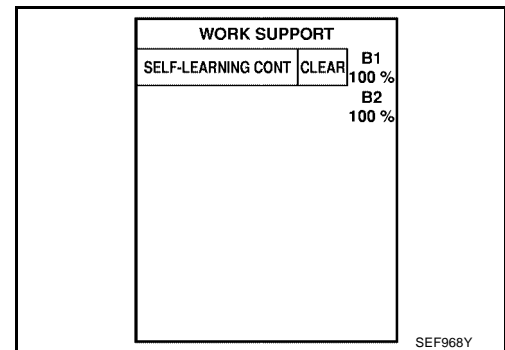 WORK SUPPORT
SELF-LEARNING CONT CLEAR B1
100 %
B2
100 %
SEF968Y